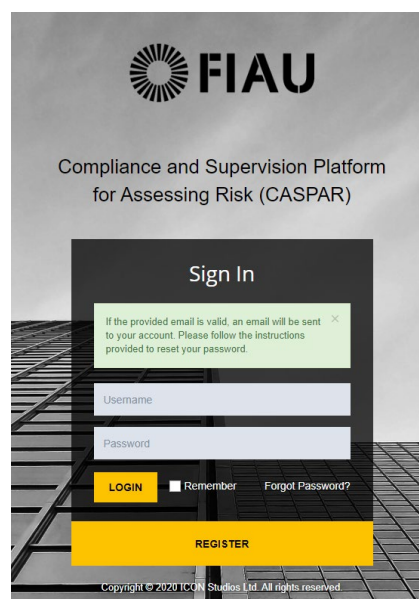 FIAU
Compliance and Supervision Platform
for Assessing Risk (CASPAR)
Sign In
If the provided email is valid, an email will be sent ×
to your account. Please follow the instructions
provided to reset your password.
Username
Password
LOGIN Remember Forgot Password?
REGISTER
Copyright © 2020 ICON Studios Ltd. All rights reserved.